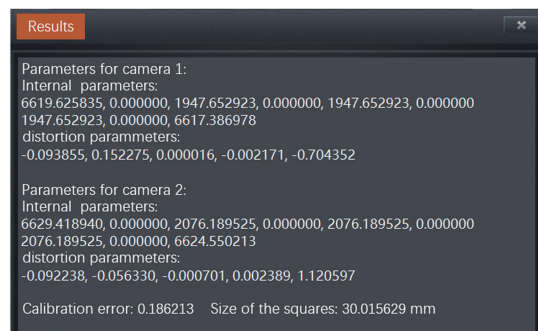 Results
Parameters for camera 1:
Internal parameters:
6619.625835, 0.000000, 1947.652923, 0.000000, 1947.652923, 0.000000
1947.652923, 0.000000, 6617.386978
distortion parammeters:
-0.093855, 0.152275, 0.000016, -0.002171, -0.704352
Parameters for camera 2:
Internal parameters:
6629.418940, 0.000000, 2076.189525, 0.000000, 2076.189525, 0.000000
2076.189525, 0.000000, 6624.550213
distortion parammeters:
-0.092238, -0.056330, -0.000701, 0.002389, 1.120597
Calibration error: 0.186213 Size of the squares: 30.015629 mm